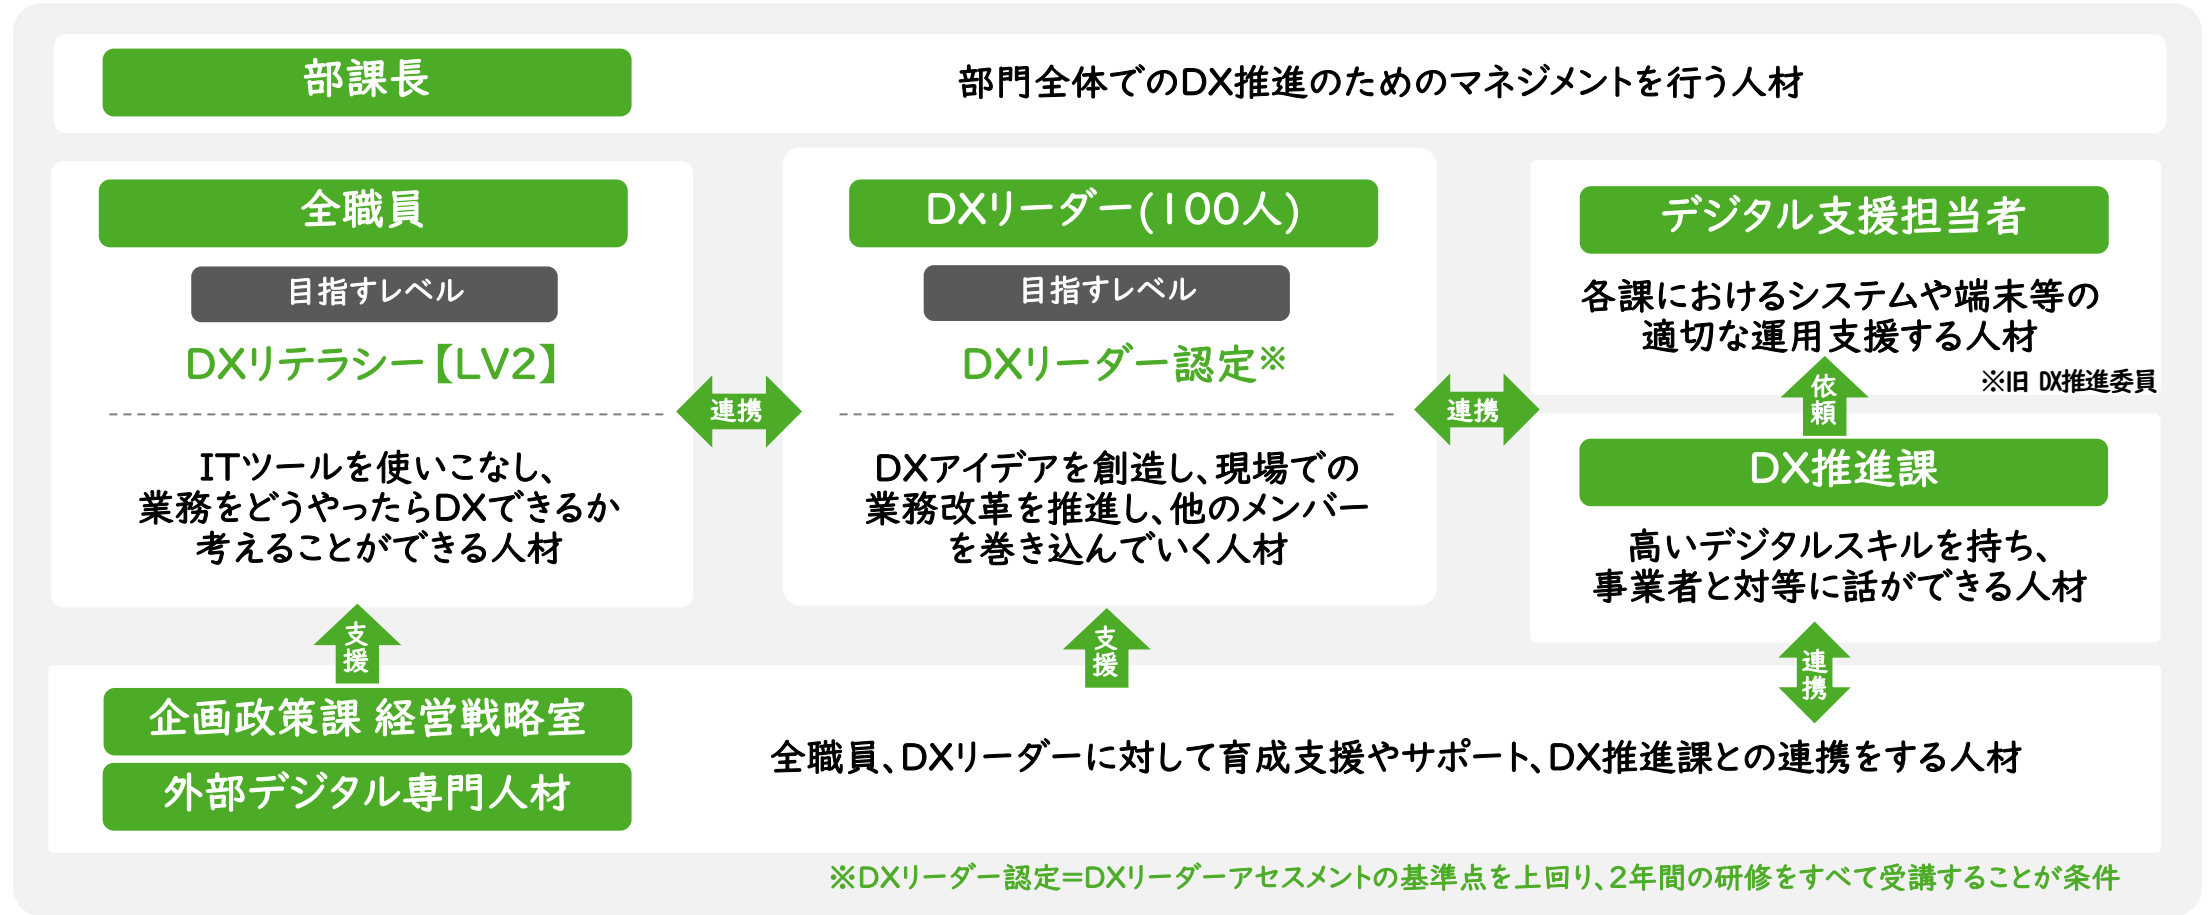 部課長
部門全体でのDX推進のためのマネジメントを行う人材
全職員
目指すレベル
DXリテラシー【LV2】
ITツールを使いこなし、
業務をどうやったらDXできるか
考えることができる人材
連携
DXリーダー(100人)
目指すレベル
DXリーダー認定※
DXアイデアを創造し、現場での
業務改革を推進し、他のメンバー
を巻き込んでいく人材
連携
デジタル支援担当者
各課におけるシステムや端末等の
適切な運用支援する人材
※旧 DX推進委員
依頼
DX推進課
高いデジタルスキルを持ち、
事業者と対等に話ができる人材
支援
支援
連携
企画政策課 経営戦略室
外部デジタル専門人材
全職員、DXリーダーに対して育成支援やサポート、DX推進課との連携をする人材
※DXリーダー認定=DXリーダーアセスメントの基準点を上回り、2年間の研修をすべて受講することが条件